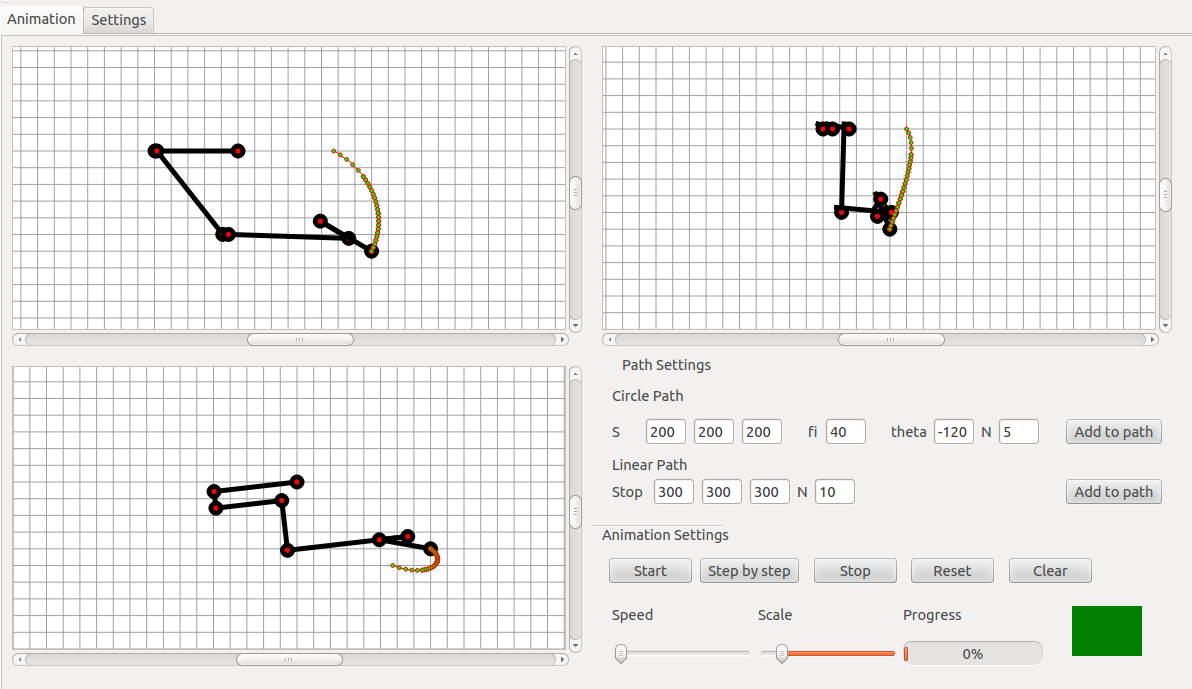 Animation Settings
Path Settings
Circle Path
S 200 200 200 fi 40 theta -120 N 5 Add to path
Linear Path
Stop 300 300 300 N 10 Add to path
Animation Settings
Start Step by step Stop Reset Clear
Speed Scale Progress
0%